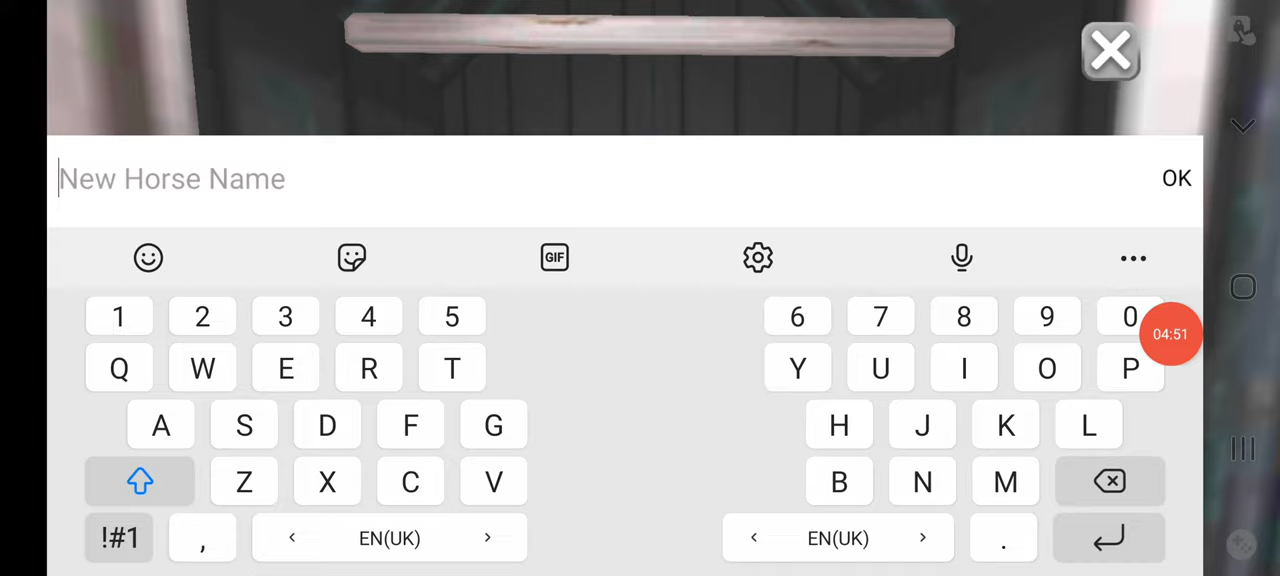 New Horse Name
OK
GIF
1 2 3 4 5 6 7 8 9 0
04:51
Q W E R T Y U I O P
A S D F G H J K L
Z X C V B N M
!#1 , < EN(UK) > < EN(UK) > .